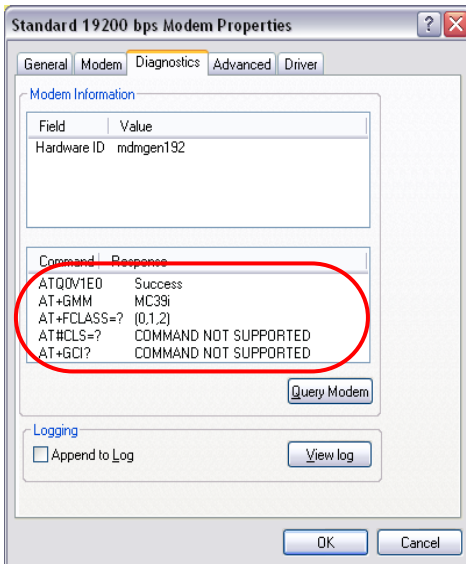 Standard 19200 bps Modem Properties
General Modem Diagnostics Advanced Driver
Modem Information
Field Value
Hardware ID mdmgen192
Command Response
ATQ0V1E0 Success
AT+GMM MC39i
AT+FCLASS=? (0,1,2)
AT#CLS=? COMMAND NOT SUPPORTED
AT+GCI? COMMAND NOT SUPPORTED
Query Modem
Logging
Append to Log View log
OK Cancel